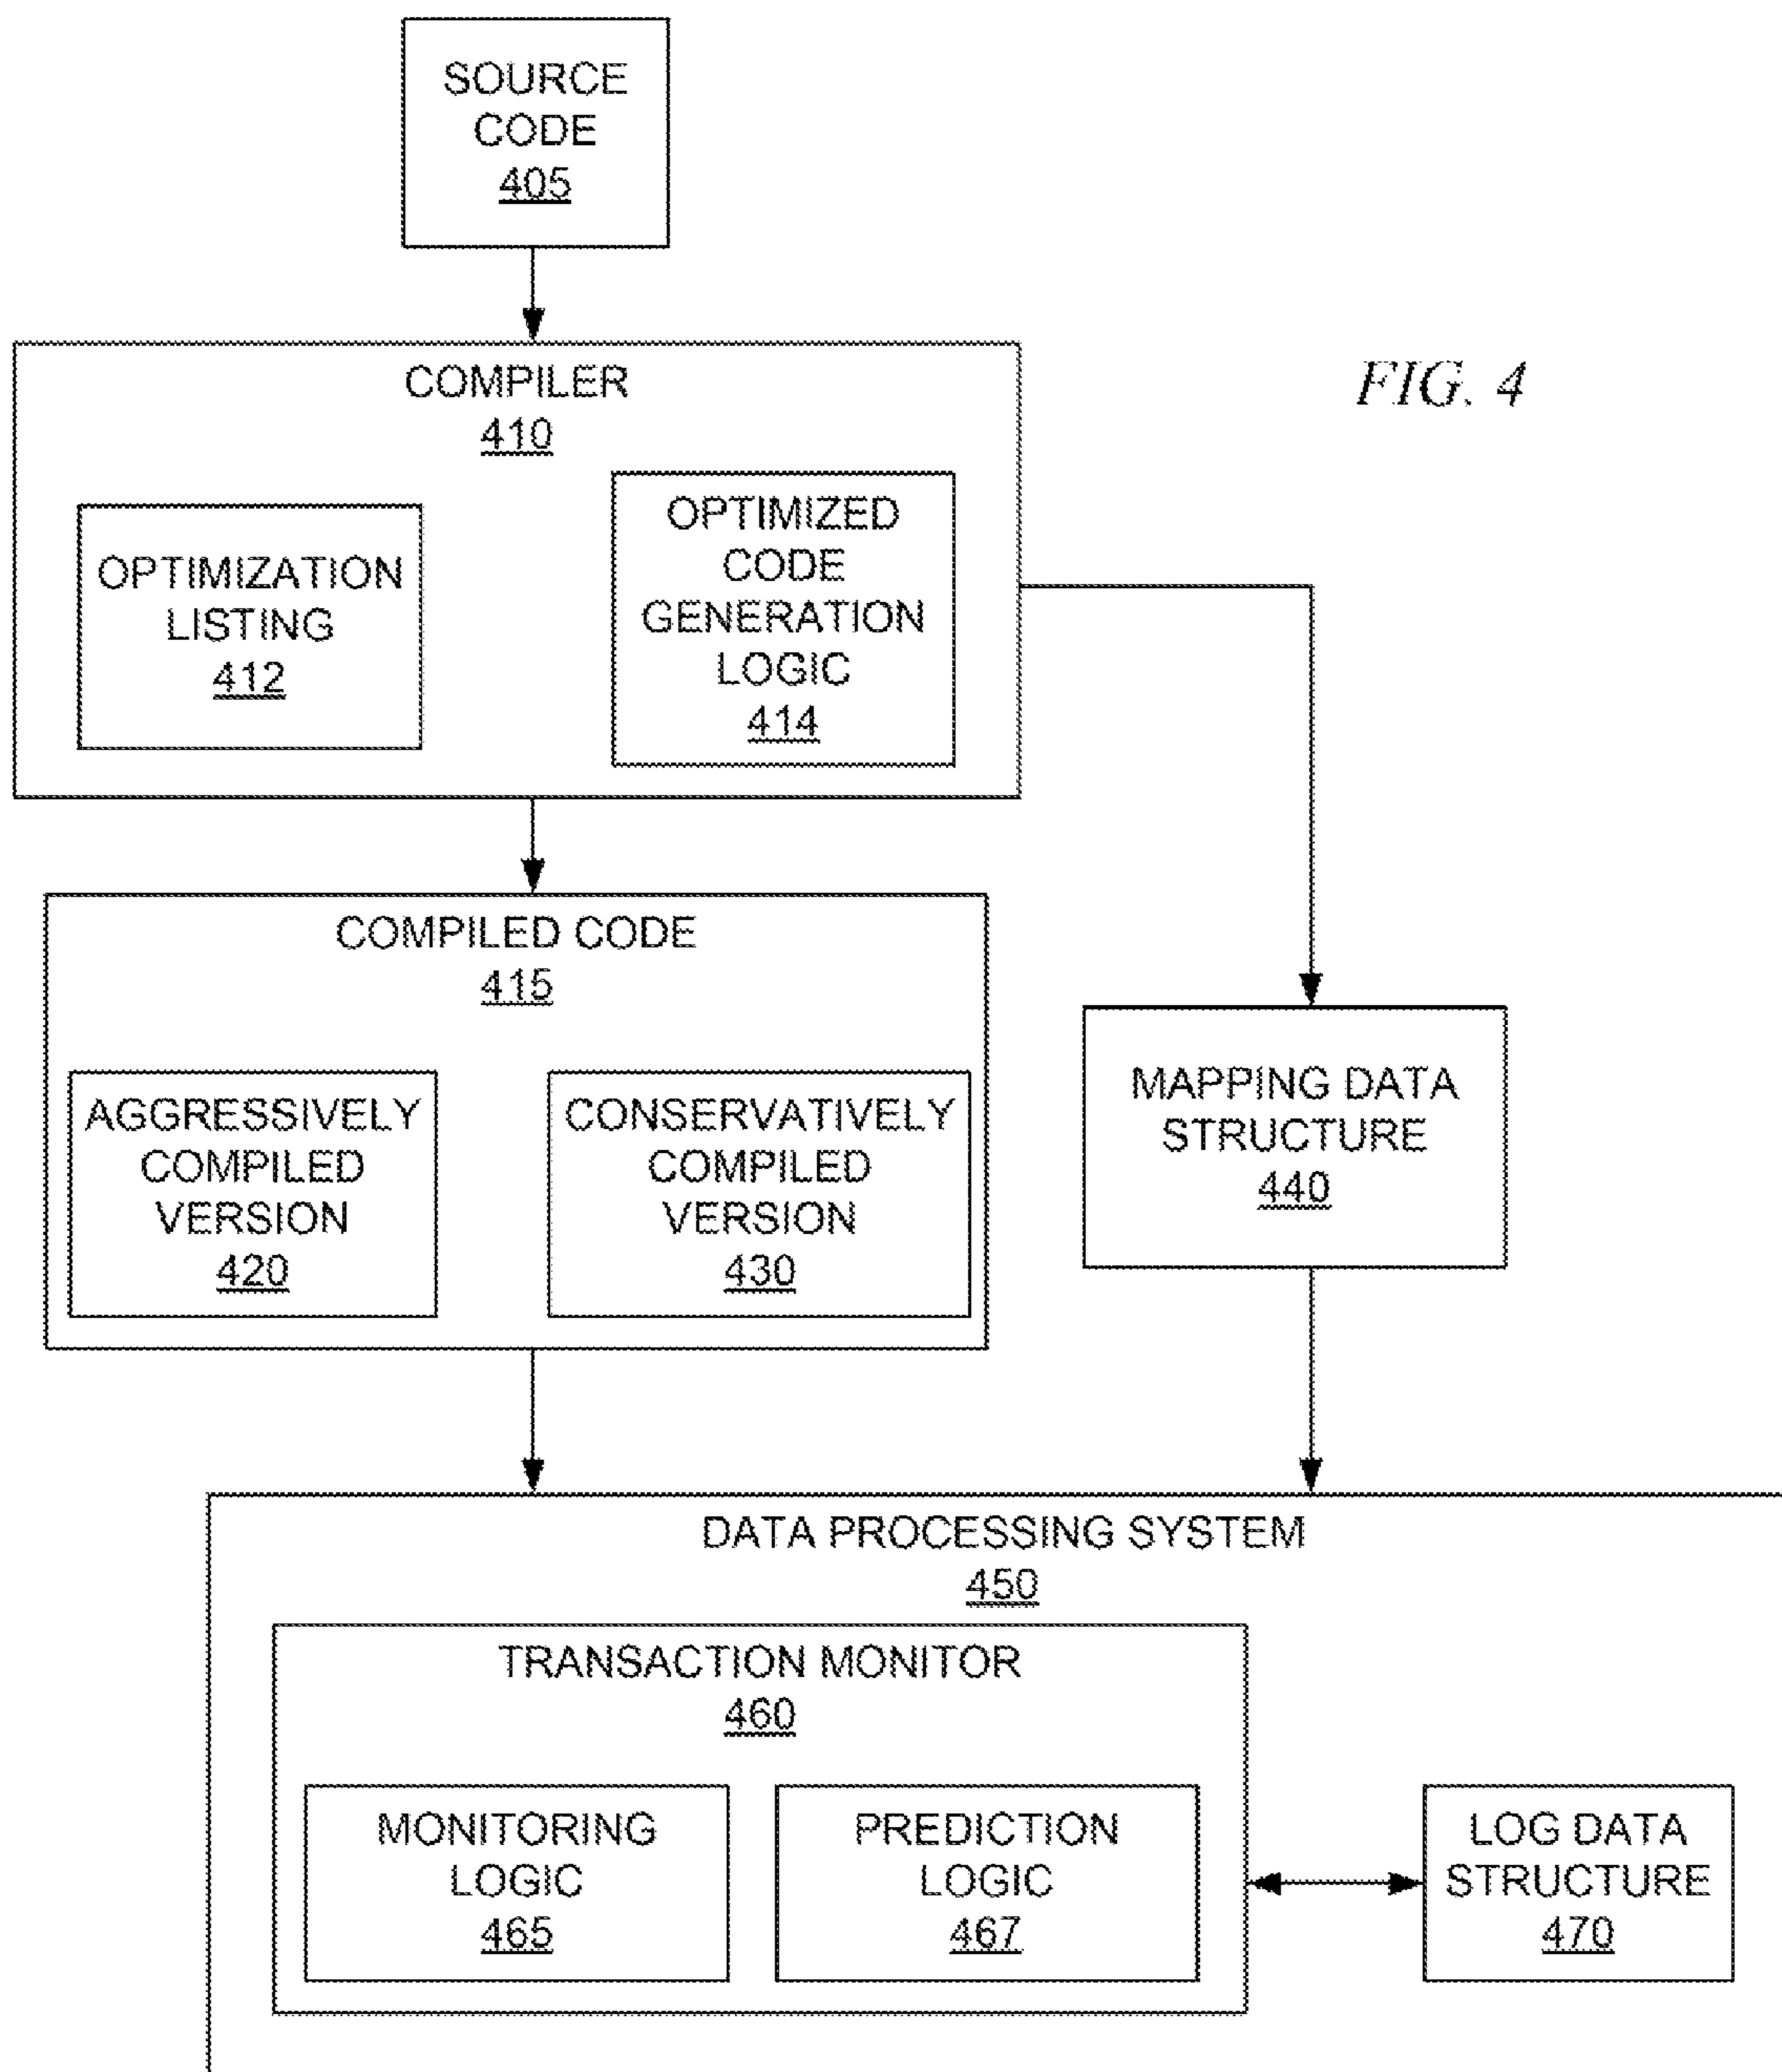 SOURCE
CODE
405
FIG. 4
COMPILER
410
OPTIMIZATION
LISTING
412
OPTIMIZED
CODE
GENERATION
LOGIC
414
COMPILED CODE
415
AGGRESSIVELY
COMPILED
VERSION
420
CONSERVATIVELY
COMPILED
VERSION
430
MAPPING DATA
STRUCTURE
440
DATA PROCESSING SYSTEM
450
TRANSACTION MONITOR
460
MONITORING
LOGIC
465
PREDICTION
LOGIC
467
LOG DATA
STRUCTURE
470